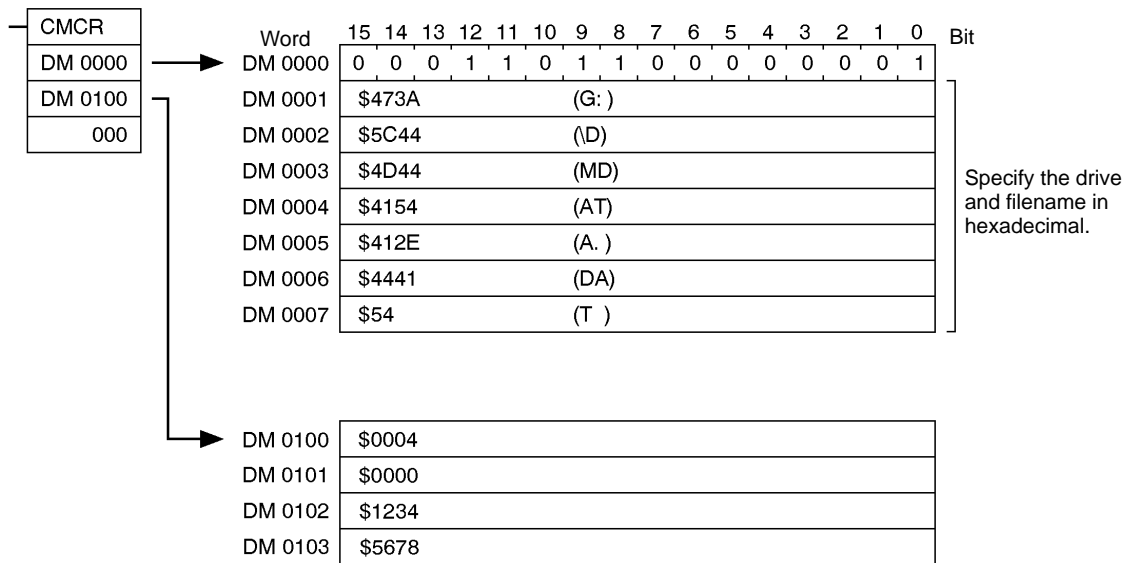 CMCR
DM 0000
DM 0100
000
Word 15 14 13 12 11 10 9 8 7 6 5 4 3 2 1 0 Bit
DM 0000 0 0 0 1 1 0 1 1 0 0 0 0 0 0 0 1
DM 0001 $473A (G: )
DM 0002 $5C44 (\D)
DM 0003 $4D44 (MD)
DM 0004 $4154 (AT)
DM 0005 $412E (A. )
DM 0006 $4441 (DA)
DM 0007 $54 (T )
Specify the drive
and filename in
hexadecimal.
DM 0100 $0004
DM 0101 $0000
DM 0102 $1234
DM 0103 $5678